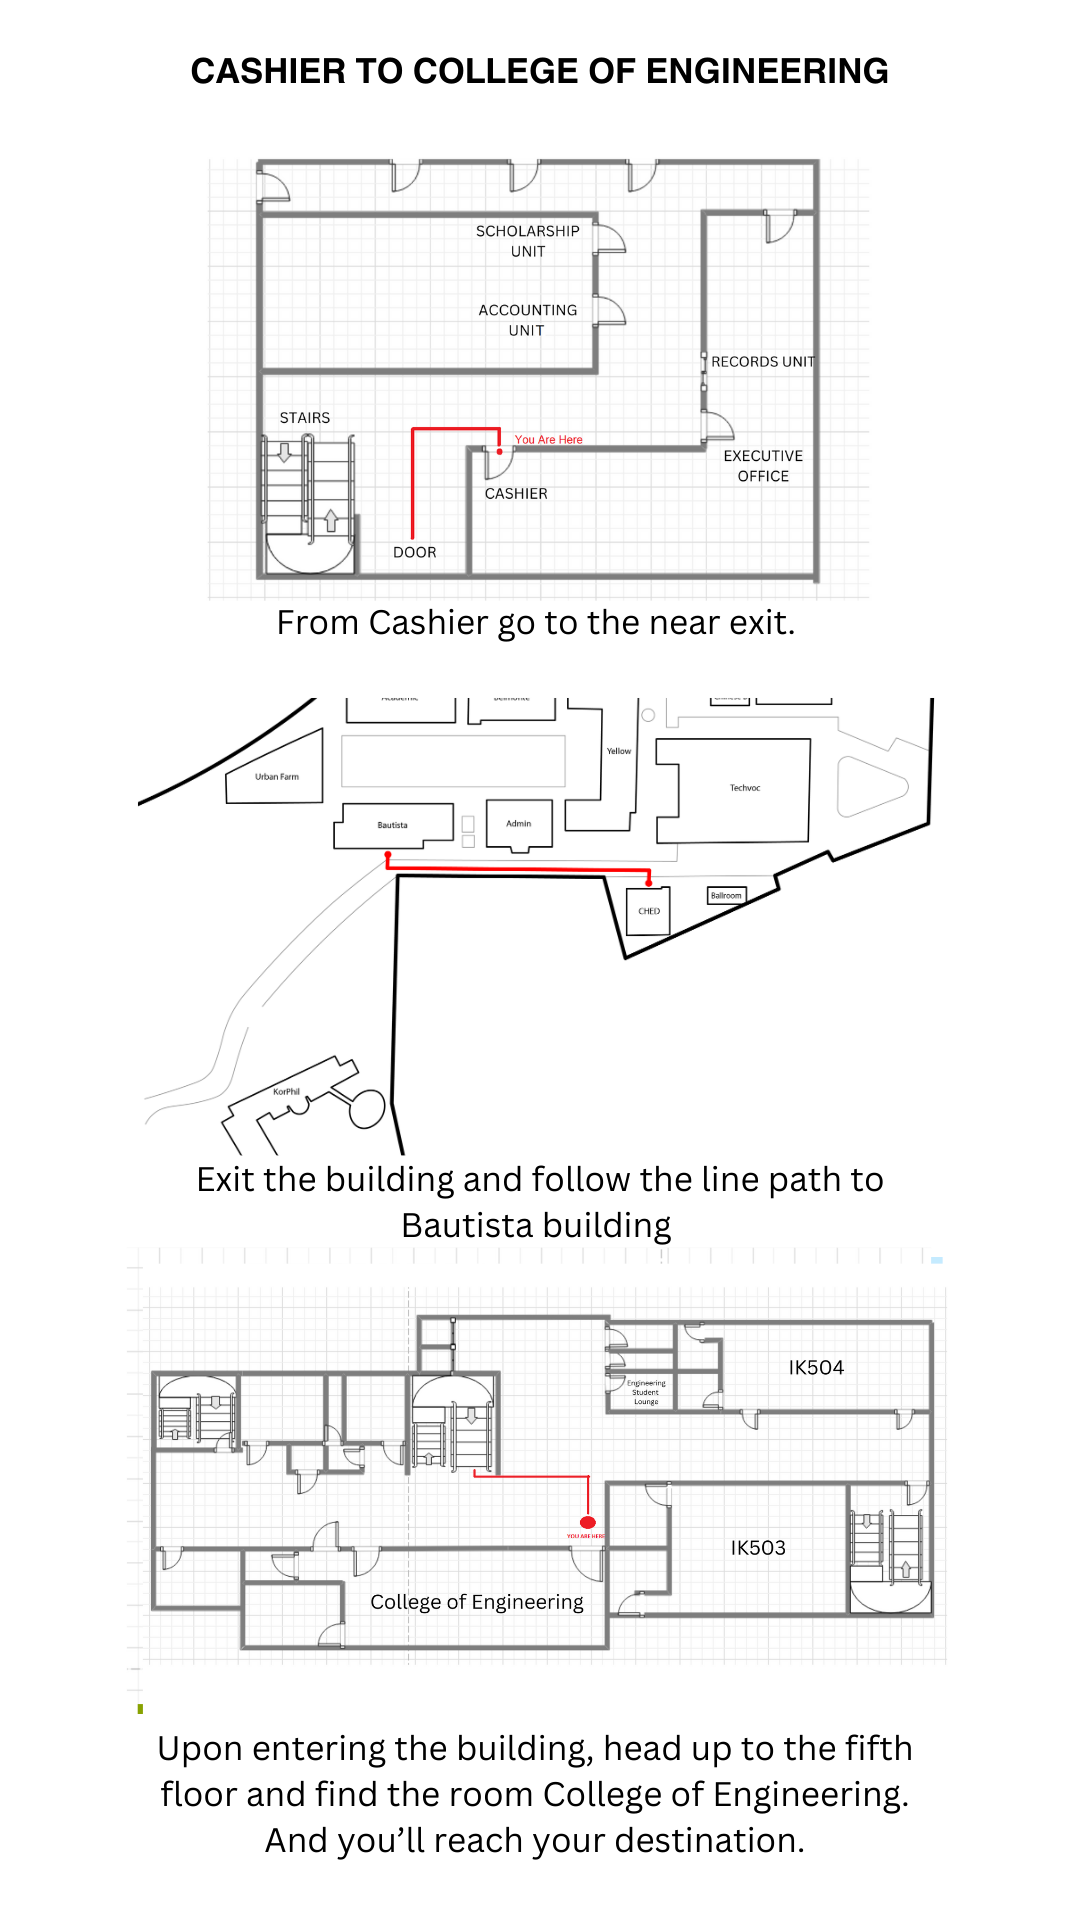 CASHIER TO COLLEGE OF ENGINEERING
SCHOLARSHIP
UNIT
ACCOUNTING
UNIT
RECORDS UNIT
STAIRS
You Are Here
EXECUTIVE
OFFICE
CASHIER
DOOR
From Cashier go to the near exit.
Academic
Belmonte
Yellow
Urban Farm
Techvoc
Bautista
Admin
Ballroom
CHED
KorPhil
Exit the building and follow the line path to
Bautista building
IK504
Engineering
Student
Lounge
YOU ARE HERE
IK503
College of Engineering
Upon entering the building, head up to the fifth
floor and find the room College of Engineering.
And you’ll reach your destination.